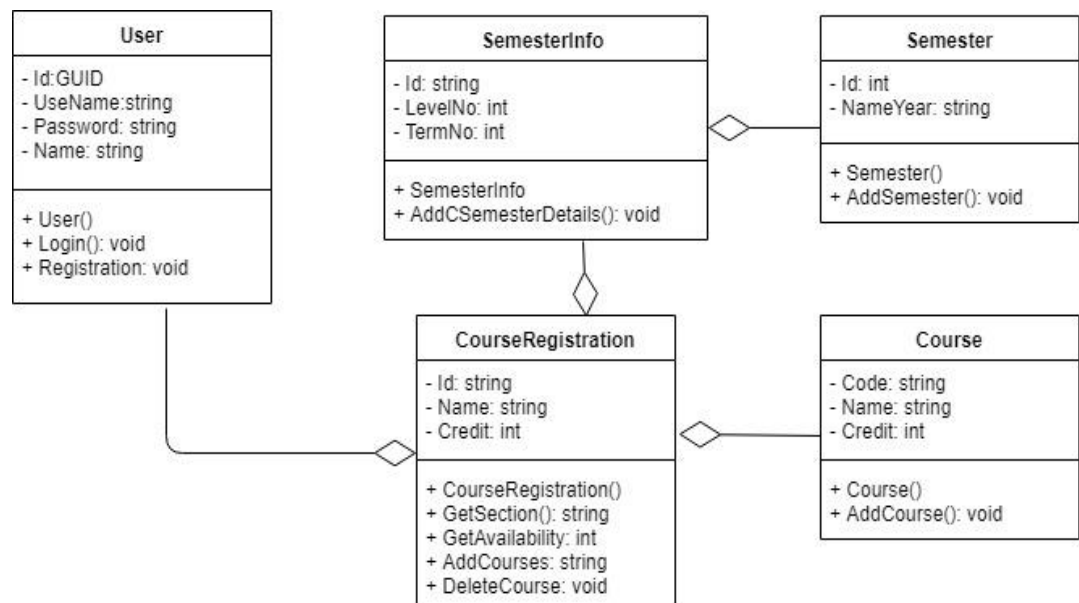 User
- Id:GUID
- UseName:string
- Password: string
- Name: string
+ User()
+ Login(): void
+ Registration: void
SemesterInfo
- Id: string
- LevelNo: int
- TermNo: int
+ SemesterInfo
+ AddCSemesterDetails(): void
Semester
- Id: int
- NameYear: string
+ Semester()
+ AddSemester(): void
CourseRegistration
- Id: string
- Name: string
- Credit: int
+ CourseRegistration()
+ GetSection(): string
+ GetAvailability: int
+ AddCourses: string
+ DeleteCourse: void
Course
- Code: string
- Name: string
- Credit: int
+ Course()
+ AddCourse(): void